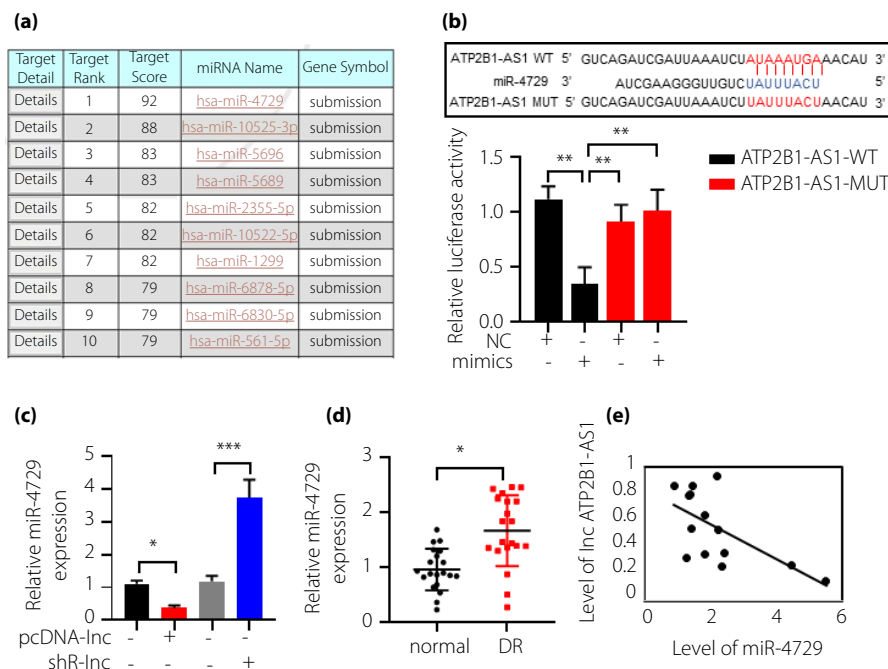 (a)
Target Detail Target Rank Target Score miRNA Name Gene Symbol
Details 1 92 hsa-miR-4729 submission
Details 2 88 hsa-miR-10525-3p submission
Details 3 83 hsa-miR-5696 submission
Details 4 83 hsa-miR-5689 submission
Details 5 82 hsa-miR-2355-5p submission
Details 6 82 hsa-miR-10522-5p submission
Details 7 82 hsa-miR-1299 submission
Details 8 79 hsa-miR-6878-5p submission
Details 9 79 hsa-miR-6830-5p submission
Details 10 79 hsa-miR-561-5p submission
(b)
ATP2B1-AS1 WT 5' GUCAGAUCGAUUAAAUCUAUAAAUGAAACAU 3'
miR-4729 3' AUCGAAGGGUUGUCUAUUUACU 5'
ATP2B1-AS1 MUT 5' GUCAGAUCGAUUAAAUCUUAUUUACUAACAU 3'
Relative luciferase activity
1.5
1.0
0.5
0.0
**
**
**
ATP2B1-AS1-WT
ATP2B1-AS1-MUT
NC + - + -
mimics - + - +
(c)
Relative miR-4729
expression
5
4
3
2
1
0
*
***
pcDNA-lnc - + - -
shR-lnc - - - +
(d)
Relative miR-4729
expression
3
2
1
0
*
normal DR
(e)
Level of lnc ATP2B1-AS1
1
0.8
0.6
0.4
0.2
0
0 2 4 6
Level of miR-4729